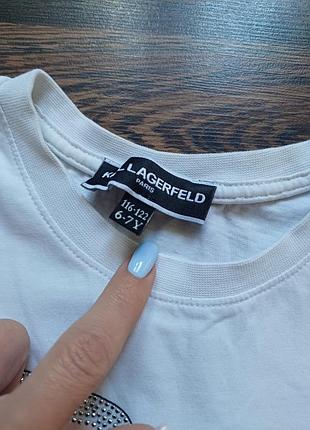 K L LAGERFELD
PARIS
116-122
6-7Y